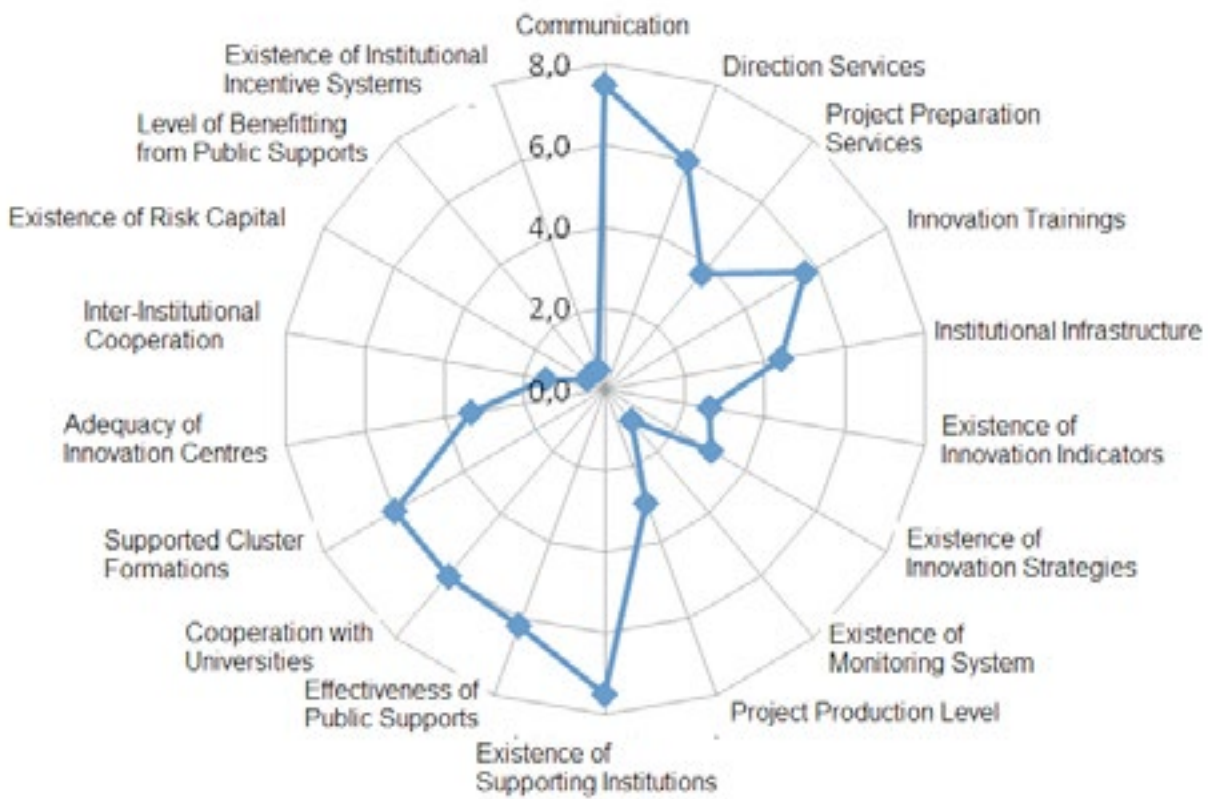 Communication
Direction Services
Project Preparation
Services
Innovation Trainings
Institutional Infrastructure
Existence of
Innovation Indicators
Existence of
Innovation Strategies
Existence of
Monitoring System
Project Production Level
Existence of
Supporting Institutions
Effectiveness of
Public Supports
Cooperation with
Universities
Supported Cluster
Formations
Adequacy of
Innovation Centres
Inter-Institutional
Cooperation
Existence of Risk Capital
Level of Benefitting
from Public Supports
Existence of Institutional
Incentive Systems
8,0
6,0
4,0
2,0
0,0